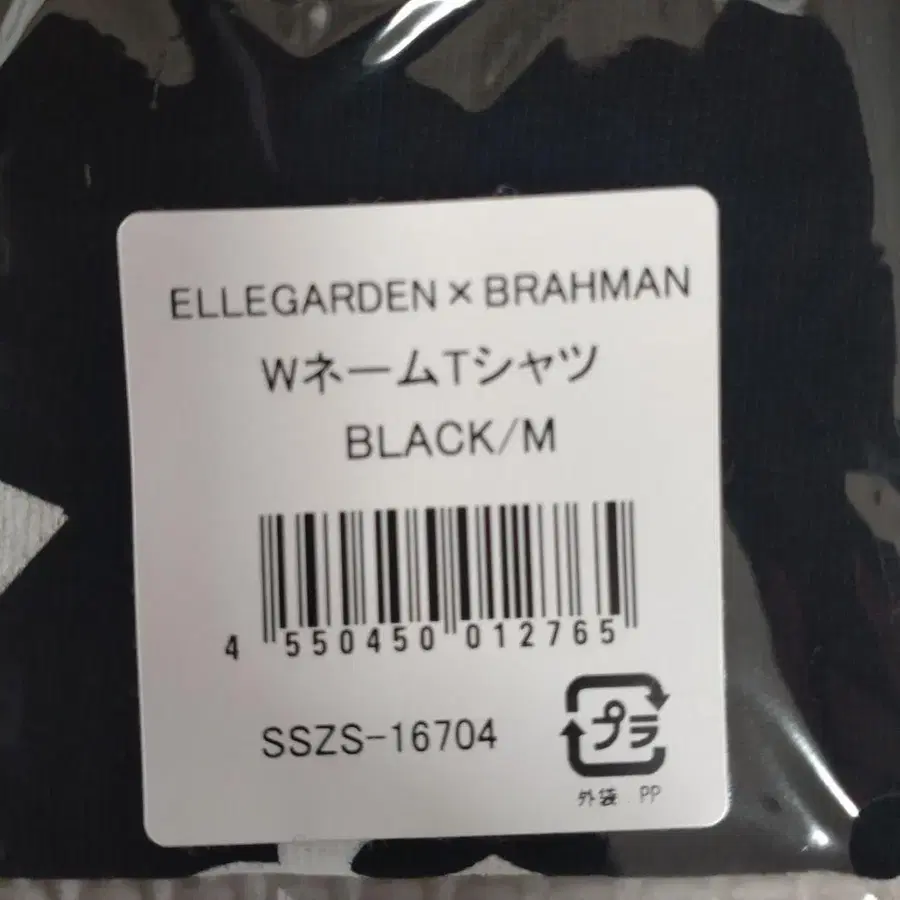 ELLEGARDEN×BRAHMAN
WネームTシャツ
BLACK/M
4 550450 012765
SSZS-16704
プラ
外袋 PP